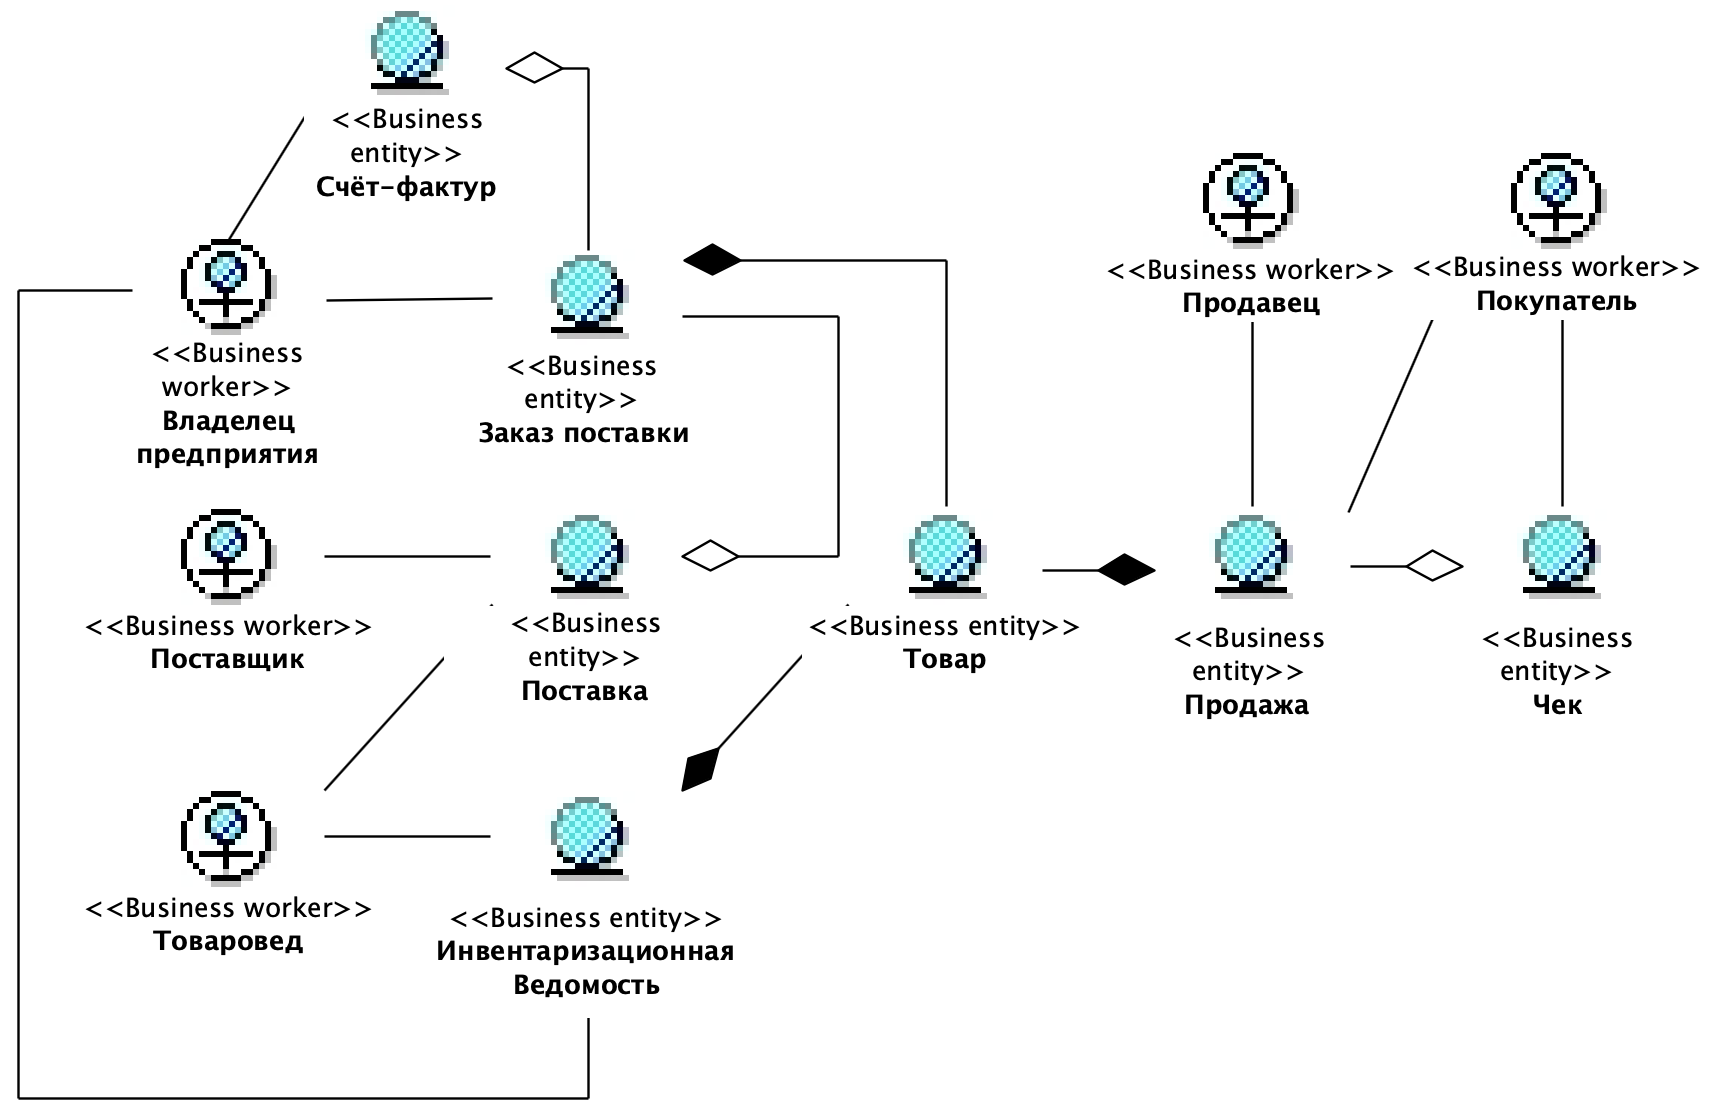 <<Business
entity>>
Счёт-фактур
<<Business worker>>
Продавец
<<Business worker>>
Покупатель
<<Business
worker>>
Владелец
предприятия
<<Business
entity>>
Заказ поставки
<<Business worker>>
Поставщик
<<Business
entity>>
Поставка
<<Business entity>>
Товар
<<Business
entity>>
Продажа
<<Business
entity>>
Чек
<<Business worker>>
Товаровед
<<Business entity>>
Инвентаризационная
Ведомость